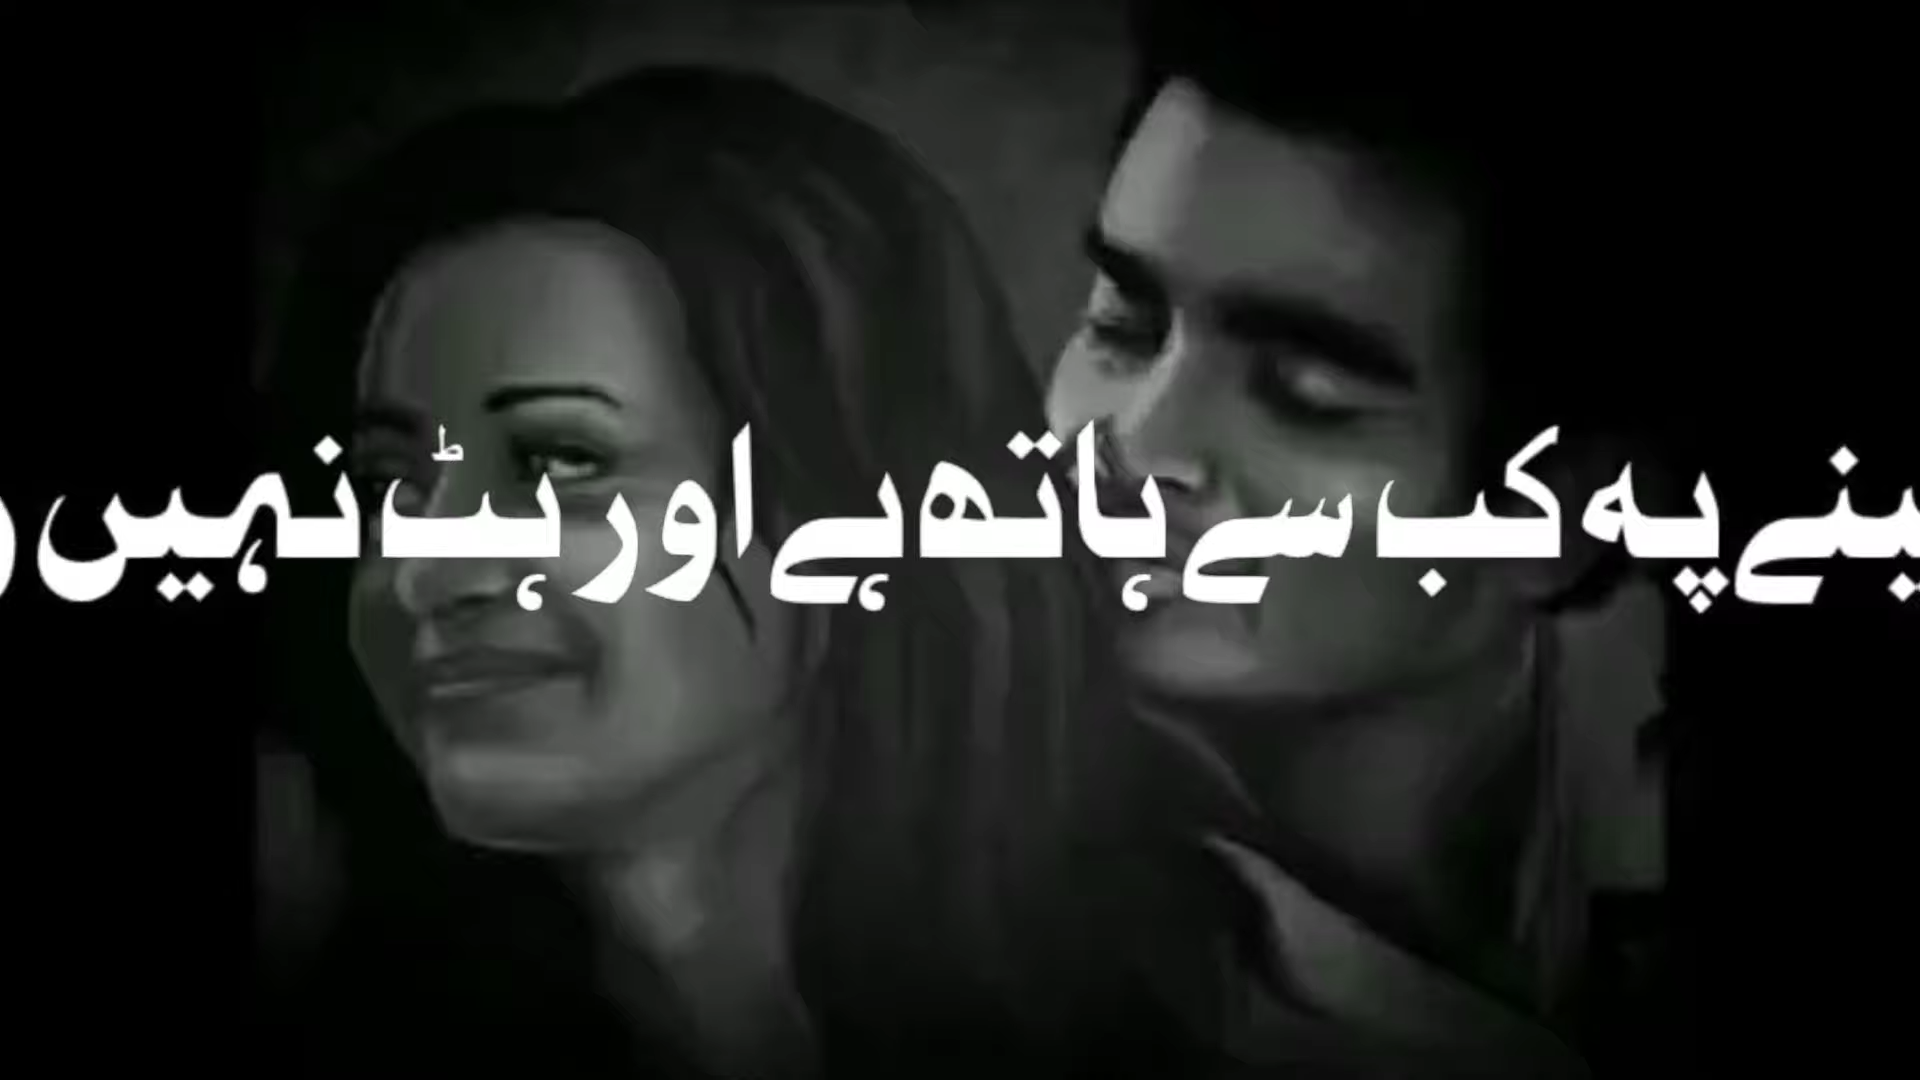 ینے پہ کب سے ہاتھ ہے اور ہٹ نہیں